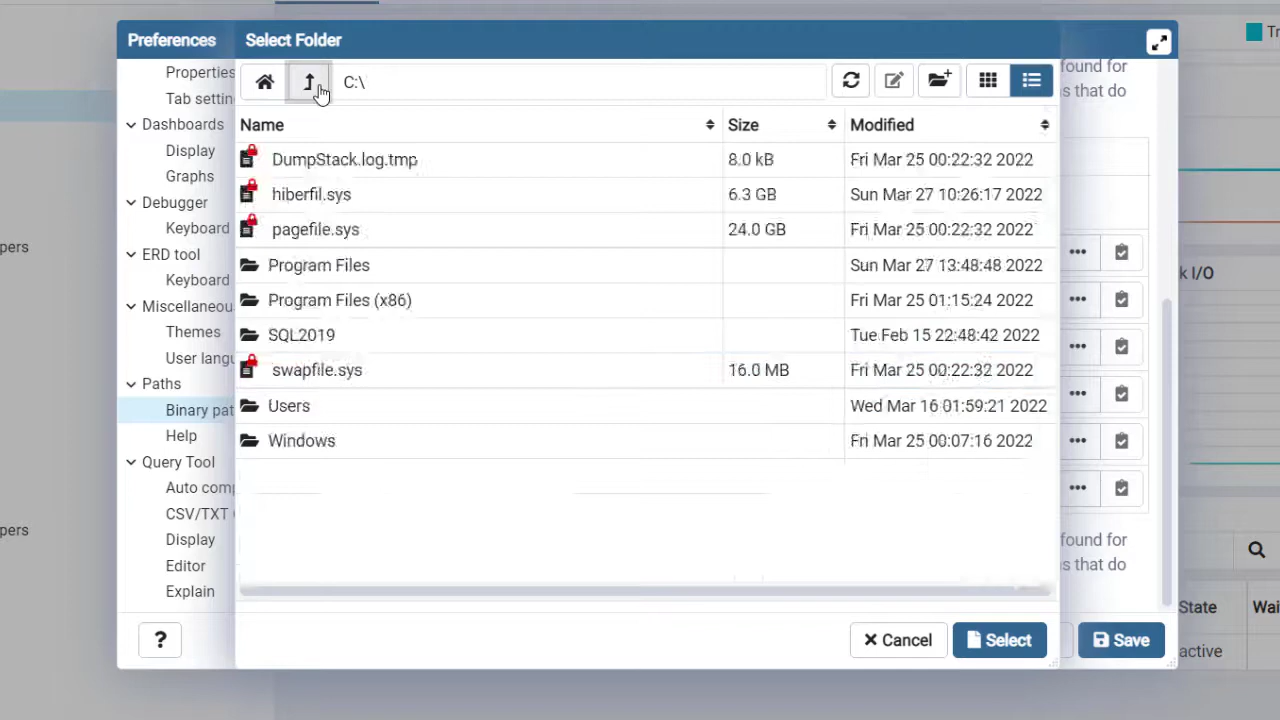 Tr
Preferences
Select Folder
C:\
Name
Size
Modified
DumpStack.log.tmp 8.0 kB Fri Mar 25 00:22:32 2022
hiberfil.sys 6.3 GB Sun Mar 27 10:26:17 2022
pagefile.sys 24.0 GB Fri Mar 25 00:22:32 2022
Program Files Sun Mar 27 13:48:48 2022
Program Files (x86) Fri Mar 25 01:15:24 2022
SQL2019 Tue Feb 15 22:48:42 2022
swapfile.sys 16.0 MB Fri Mar 25 00:22:32 2022
Users Wed Mar 16 01:59:21 2022
Windows Fri Mar 25 00:07:16 2022
Properties
Tab settin
Dashboards
Display
Graphs
Debugger
Keyboard
ERD tool
Keyboard
Miscellaneou
Themes
User langu
Paths
Binary pat
Help
Query Tool
Auto comp
CSV/TXT
Display
Editor
Explain
found for
s that do
k I/O
found for
s that do
pers
pers
State Wai
active
?
Cancel
Select
Save